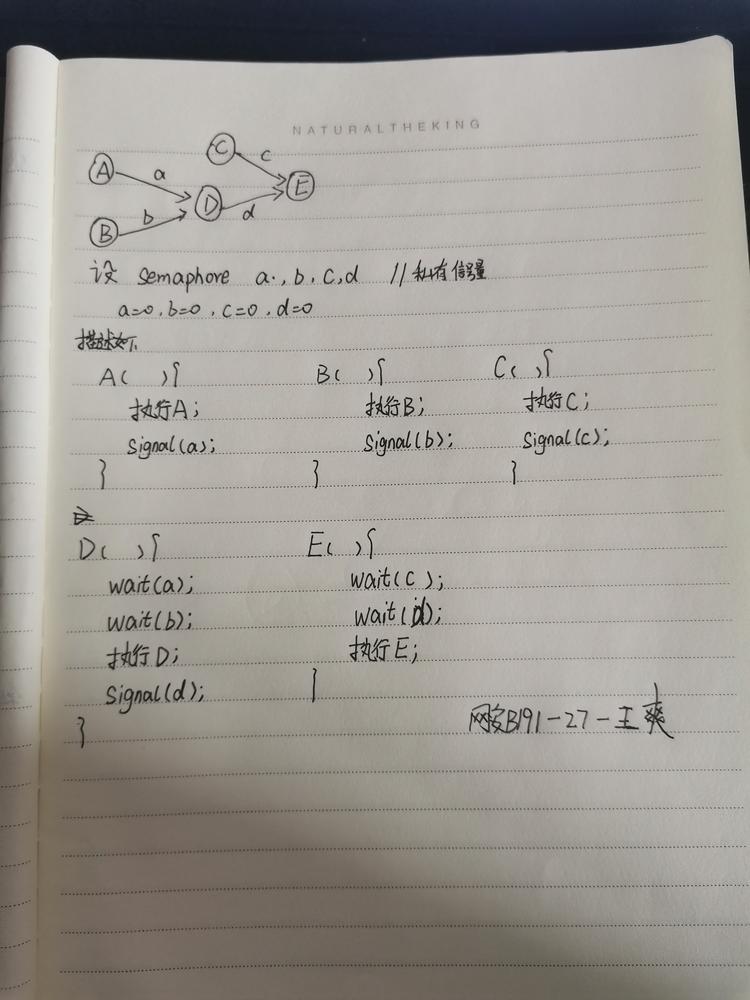 NATURALTHEKING
A a C c E
B b D d
设 semaphore a., b, c, d //私有信号量
a=0, b=0, c=0, d=0
描述如下
A( ){ B( ){ C( ){
执行A; 执行B; 执行C;
signal(a); signal(b); signal(c);
} } }
D( ){ E( ){
wait(a); wait(c);
wait(b); wait(d);
执行D; 执行E;
signal(d); }
}
网安B191-27-王爽